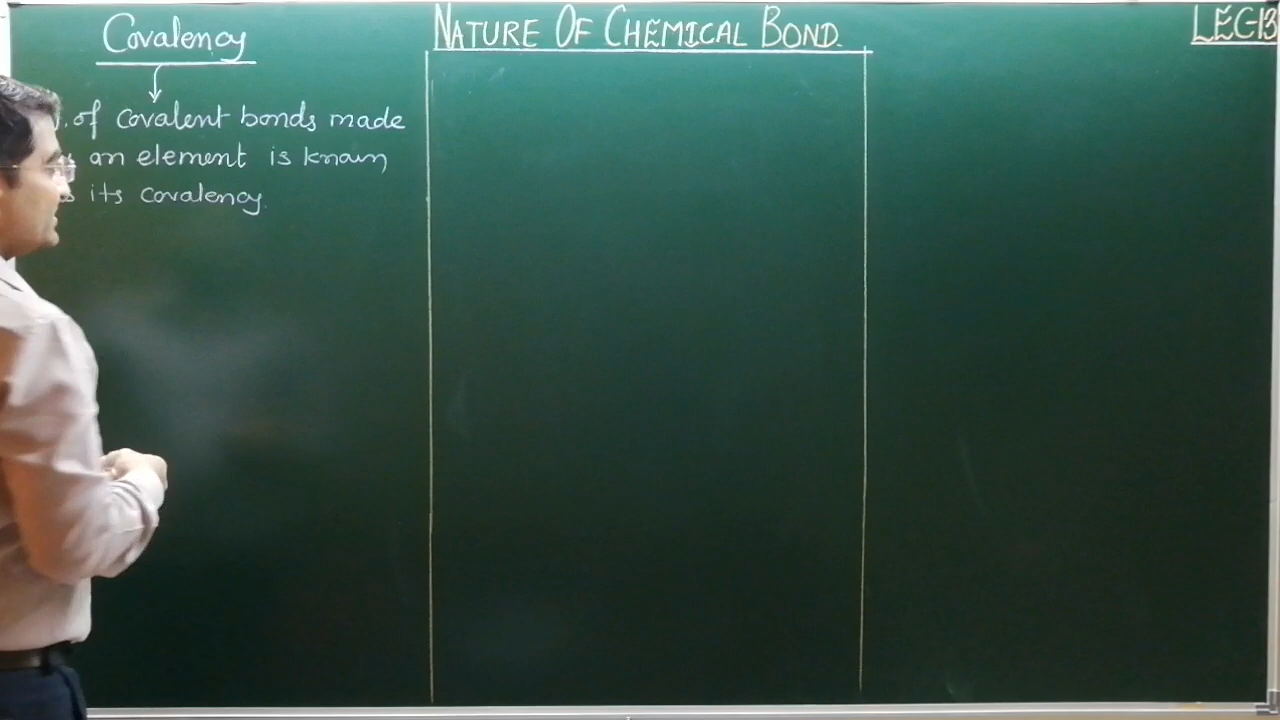 Covalency
NATURE OF CHEMICAL BOND.
LEC-13
of covalent bonds made
an element is known
its covalency.